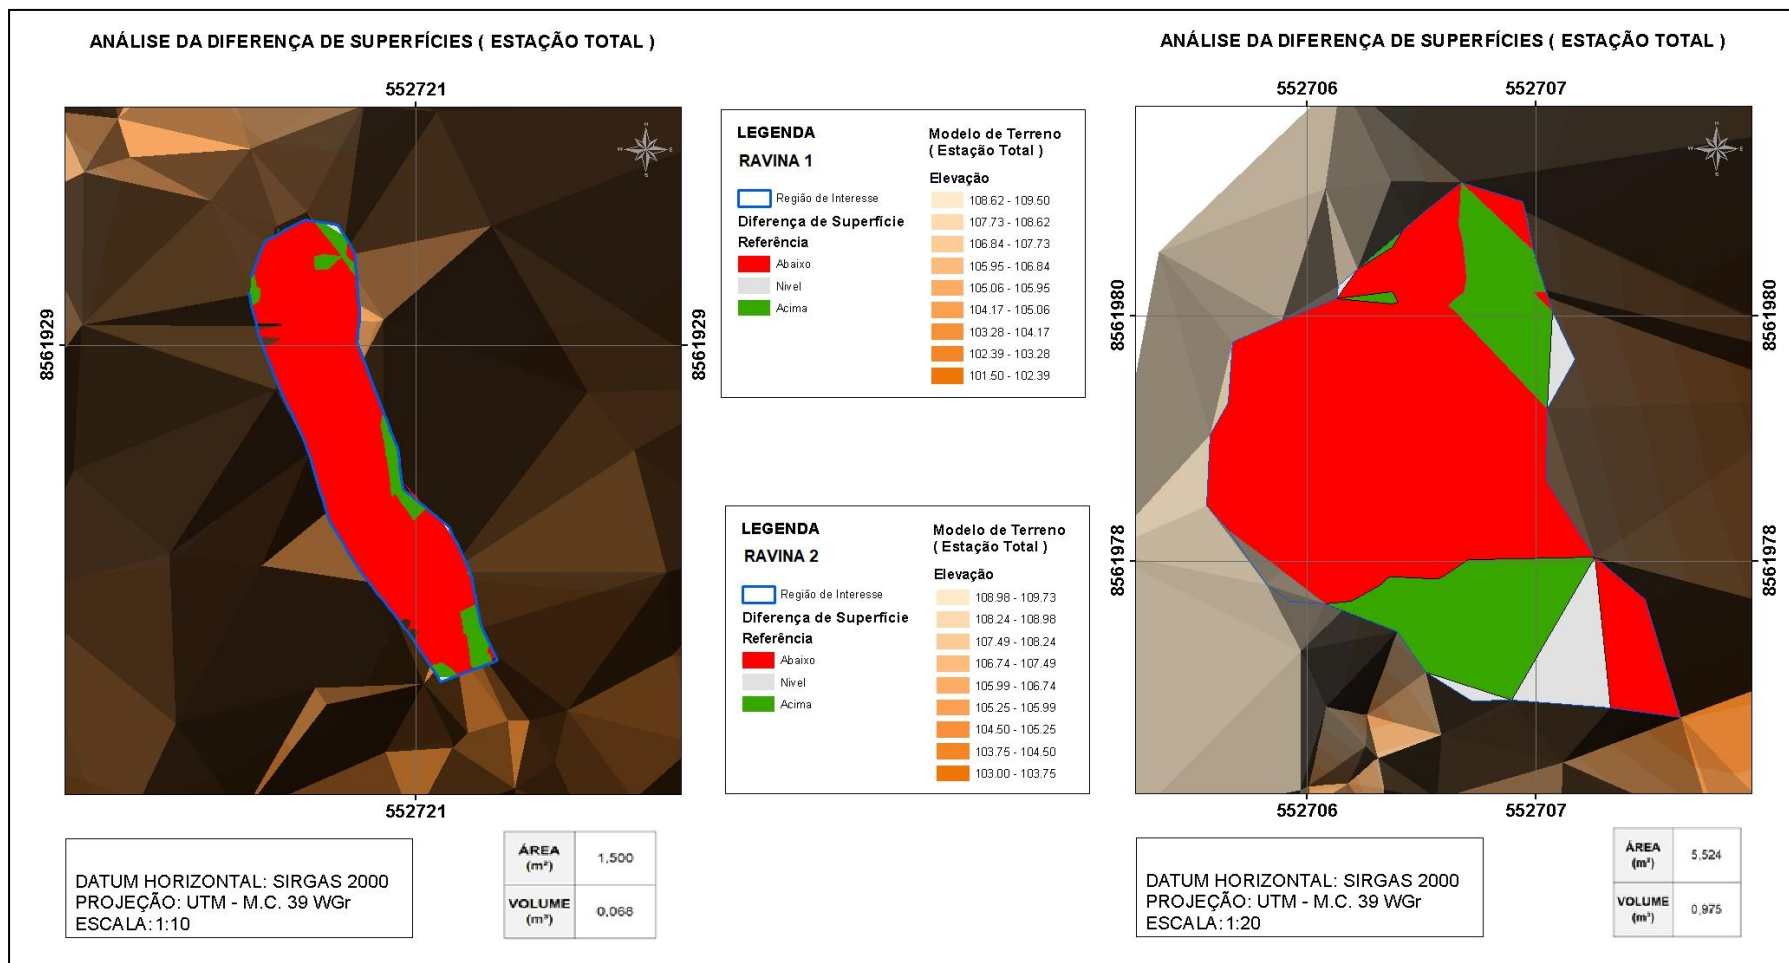 ANÁLISE DA DIFERENÇA DE SUPERFÍCIES ( ESTAÇÃO TOTAL )
552721
8561929
8561929
552721
DATUM HORIZONTAL: SIRGAS 2000
PROJEÇÃO: UTM - M.C. 39 WGr
ESCALA: 1:10
ÁREA (m²) 1,500
VOLUME (m³) 0,068
LEGENDA
RAVINA 1
Região de Interesse
Diferença de Superfície
Referência
Abaixo
Nivel
Acima
Modelo de Terreno
( Estação Total )
Elevação
108.62 - 109.50
107.73 - 108.62
106.84 - 107.73
105.95 - 106.84
105.06 - 105.95
104.17 - 105.06
103.28 - 104.17
102.39 - 103.28
101.50 - 102.39
LEGENDA
RAVINA 2
Região de Interesse
Diferença de Superfície
Referência
Abaixo
Nivel
Acima
Modelo de Terreno
( Estação Total )
Elevação
108.98 - 109.73
108.24 - 108.98
107.49 - 108.24
106.74 - 107.49
105.99 - 106.74
105.25 - 105.99
104.50 - 105.25
103.75 - 104.50
103.00 - 103.75
ANÁLISE DA DIFERENÇA DE SUPERFÍCIES ( ESTAÇÃO TOTAL )
552706 552707
8561980
8561980
8561978
8561978
552706 552707
DATUM HORIZONTAL: SIRGAS 2000
PROJEÇÃO: UTM - M.C. 39 WGr
ESCALA: 1:20
ÁREA (m²) 5,524
VOLUME (m³) 0,975